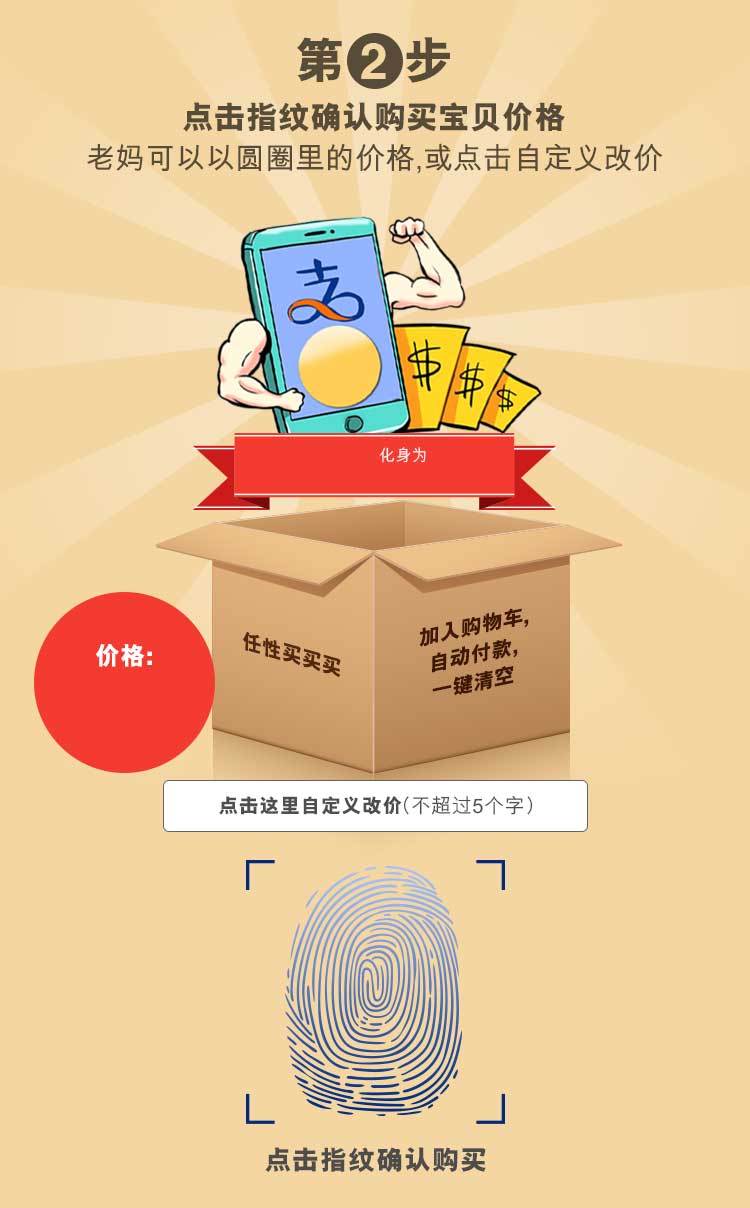 第2步
点击指纹确认购买宝贝价格
老妈可以以圆圈里的价格,或点击自定义改价
支
$
$
$
化身为
价格:
任性买买买
加入购物车,
自动付款,
一键清空
点击这里自定义改价(不超过5个字)
点击指纹确认购买